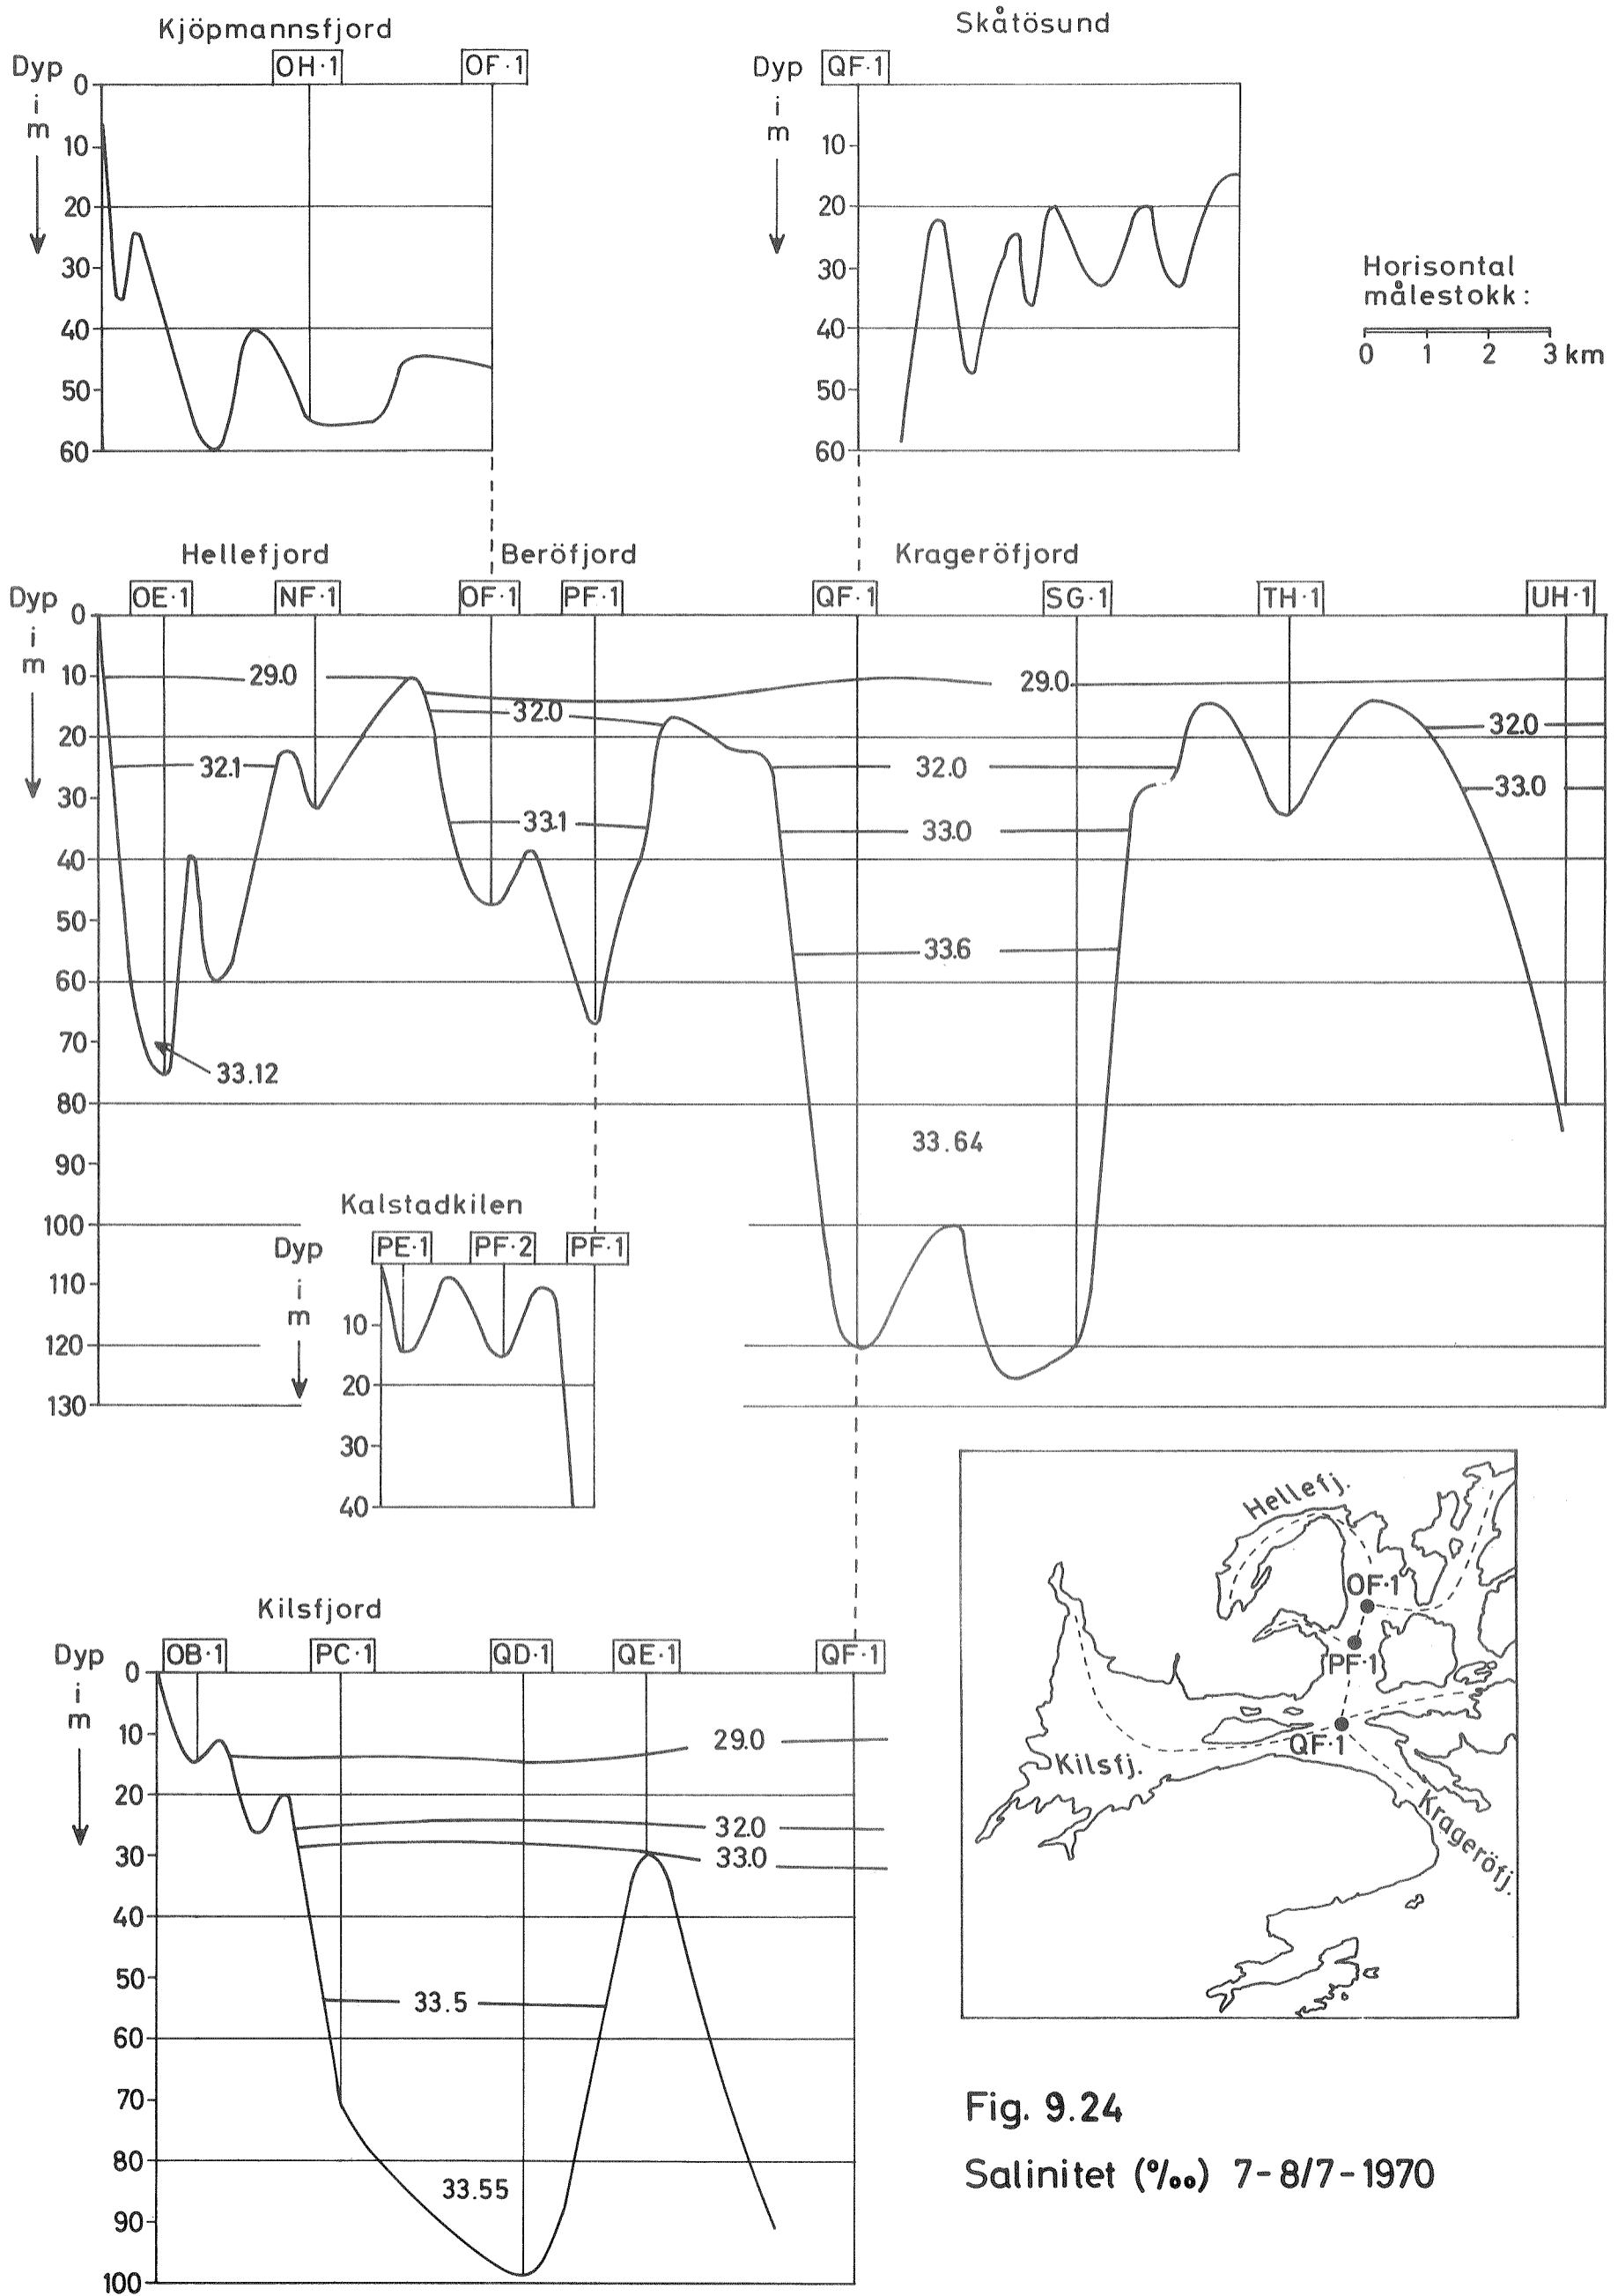 Kjöpmannsfjord
Skåtösund
Dyp OH·1 OF·1
Dyp QF·1
0
i
m
10
20
30
40
50
60
i
m
10
20
30
40
50
60
Horisontal
målestokk:
0 1 2 3 km
Hellefjord Beröfjord Krageröfjord
Dyp OE·1 NF·1 OF·1 PF·1 QF·1 SG·1 TH·1 UH·1
0
i
m
10 29.0 29.0
32.0 32.0
20
32.1 32.0
30 33.0
33.1 33.0
40
50
33.6
60
70
33.12
80
33.64
90
100
110
120
130
Kalstadkilen
Dyp PE·1 PF·2 PF·1
i
m
10
20
30
40
Kilsfjord
Dyp OB·1 PC·1 QD·1 QE·1 QF·1
0
i
m
10 29.0
20
32.0
30 33.0
40
50
33.5
60
70
80
33.55
90
100
Hellefj.
OF·1
PF·1
QF·1
Kilsfj.
Krageröfj.
Fig. 9.24
Salinitet (‰) 7-8/7-1970